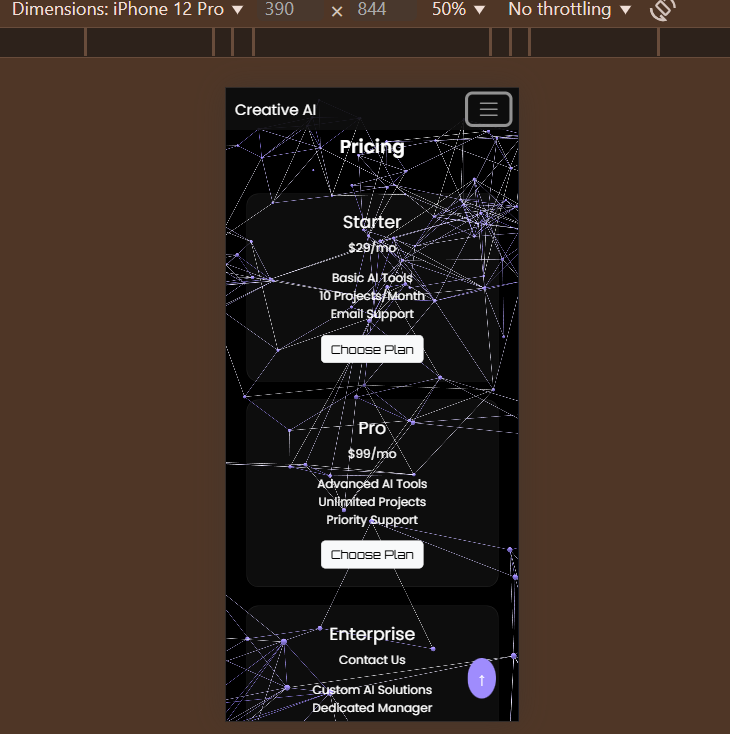 Dimensions: iPhone 12 Pro ▼ 390 × 844 50% ▼ No throttling ▼
Creative AI
Pricing
Starter
$29/mo
Basic AI Tools
10 Projects/Month
Email Support
Choose Plan
Pro
$99/mo
Advanced AI Tools
Unlimited Projects
Priority Support
Choose Plan
Enterprise
Contact Us
Custom AI Solutions
Dedicated Manager
↑